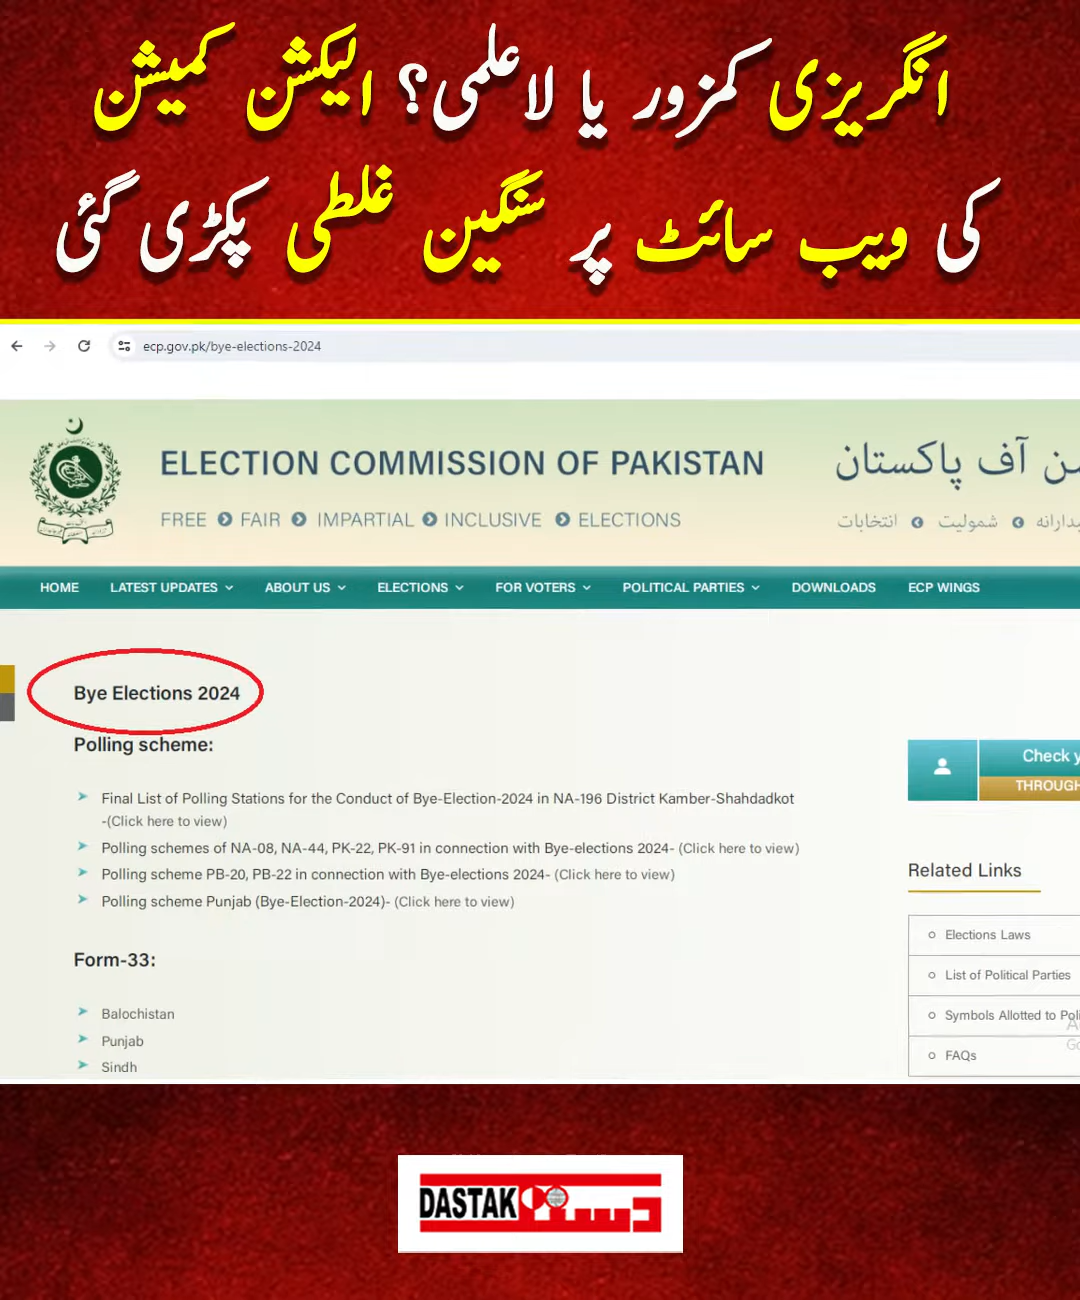 انگریزی کمزور یا لاعلمی؟ الیکشن کمیشن
کی ویب سائٹ پر سنگین غلطی پکڑی گئی
ecp.gov.pk/bye-elections-2024
ELECTION COMMISSION OF PAKISTAN
آف پاکستان
FREE FAIR IMPARTIAL INCLUSIVE ELECTIONS
شمولیت انتخابات
HOME LATEST UPDATES ABOUT US ELECTIONS FOR VOTERS POLITICAL PARTIES DOWNLOADS ECP WINGS
Bye Elections 2024
Polling scheme:
Final List of Polling Stations for the Conduct of Bye-Election-2024 in NA-196 District Kamber-Shahdadkot
-(Click here to view)
Polling schemes of NA-08, NA-44, PK-22, PK-91 in connection with Bye-elections 2024- (Click here to view)
Polling scheme PB-20, PB-22 in connection with Bye-elections 2024- (Click here to view)
Polling scheme Punjab (Bye-Election-2024)- (Click here to view)
Form-33:
Balochistan
Punjab
Sindh
Check
THROUGH
Related Links
Elections Laws
List of Political Parties
Symbols Allotted to
FAQs
DASTAK دستک